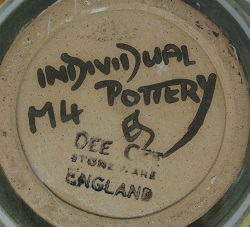 INDIVIDUAL
M4 POTTERY
DEE CEE
STONEWARE
ENGLAND